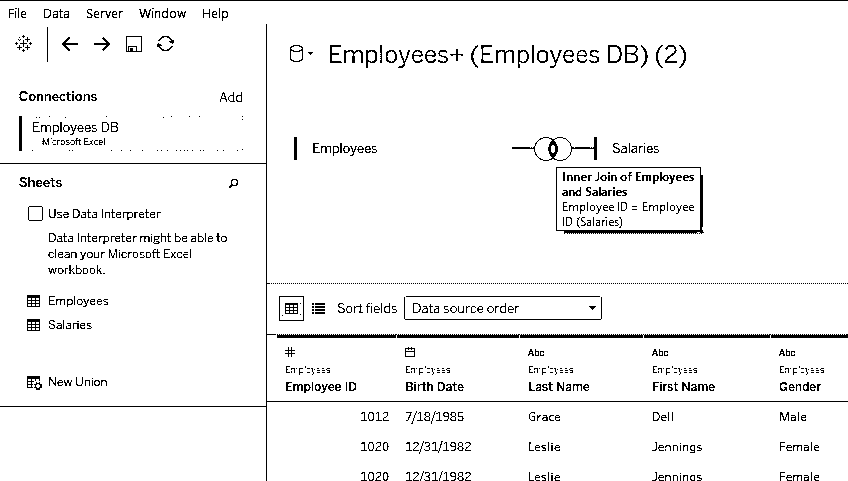 File Data Server Window Help
Connections Add
Employees DB
Microsoft Excel
Sheets
Use Data Interpreter
Data Interpreter might be able to
clean your Microsoft Excel
workbook.
Employees
Salaries
New Union
Employees+ (Employees DB) (2)
Employees Salaries
Inner Join of Employees
and Salaries
Employee ID = Employee
ID (Salaries)
Sort fields Data source order
# Abc Abc Abc
Employees Employees Employees Employees Employees
Employee ID Birth Date Last Name First Name Gender
1012 7/18/1985 Grace Dell Male
1020 12/31/1982 Leslie Jennings Female
1020 12/31/1982 Leslie Jennings Female